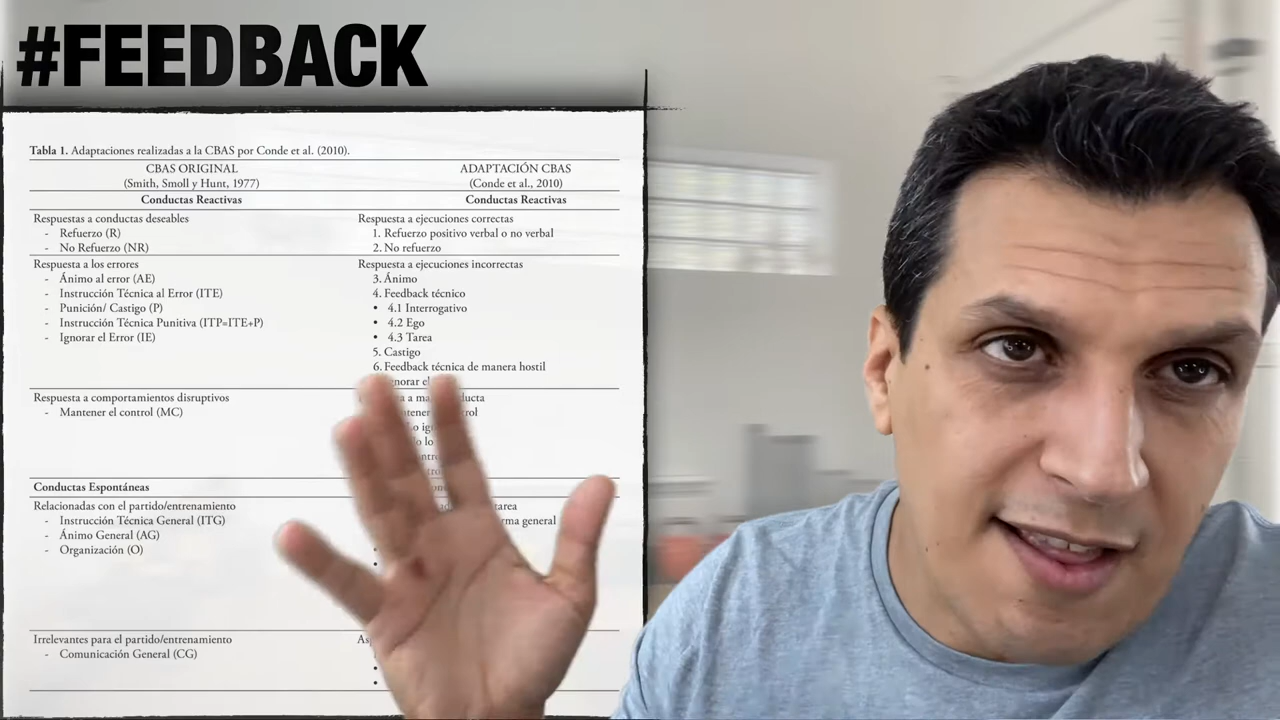 #FEEDBACK
Tabla 1. Adaptaciones realizadas a la CBAS por Conde et al. (2010).
CBAS ORIGINAL
(Smith, Smoll y Hunt, 1977)
ADAPTACIÓN CBAS
(Conde et al., 2010)
Conductas Reactivas
Conductas Reactivas
Respuestas a conductas deseables
- Refuerzo (R)
- No Refuerzo (NR)
Respuesta a ejecuciones correctas
1. Refuerzo positivo verbal o no verbal
2. No refuerzo
Respuesta a los errores
- Ánimo al error (AE)
- Instrucción Técnica al Error (ITE)
- Punición/ Castigo (P)
- Instrucción Técnica Punitiva (ITP=ITE+P)
- Ignorar el Error (IE)
Respuesta a ejecuciones incorrectas
3. Ánimo
4. Feedback técnico
• 4.1 Interrogativo
• 4.2 Ego
• 4.3 Tarea
5. Castigo
6. Feedback técnica de manera hostil
Respuesta a comportamientos disruptivos
- Mantener el control (MC)
Conductas Espontáneas
Relacionadas con el partido/entrenamiento
- Instrucción Técnica General (ITG)
- Ánimo General (AG)
- Organización (O)
tarea
general
Irrelevantes para el partido/entrenamiento
- Comunicación General (CG)